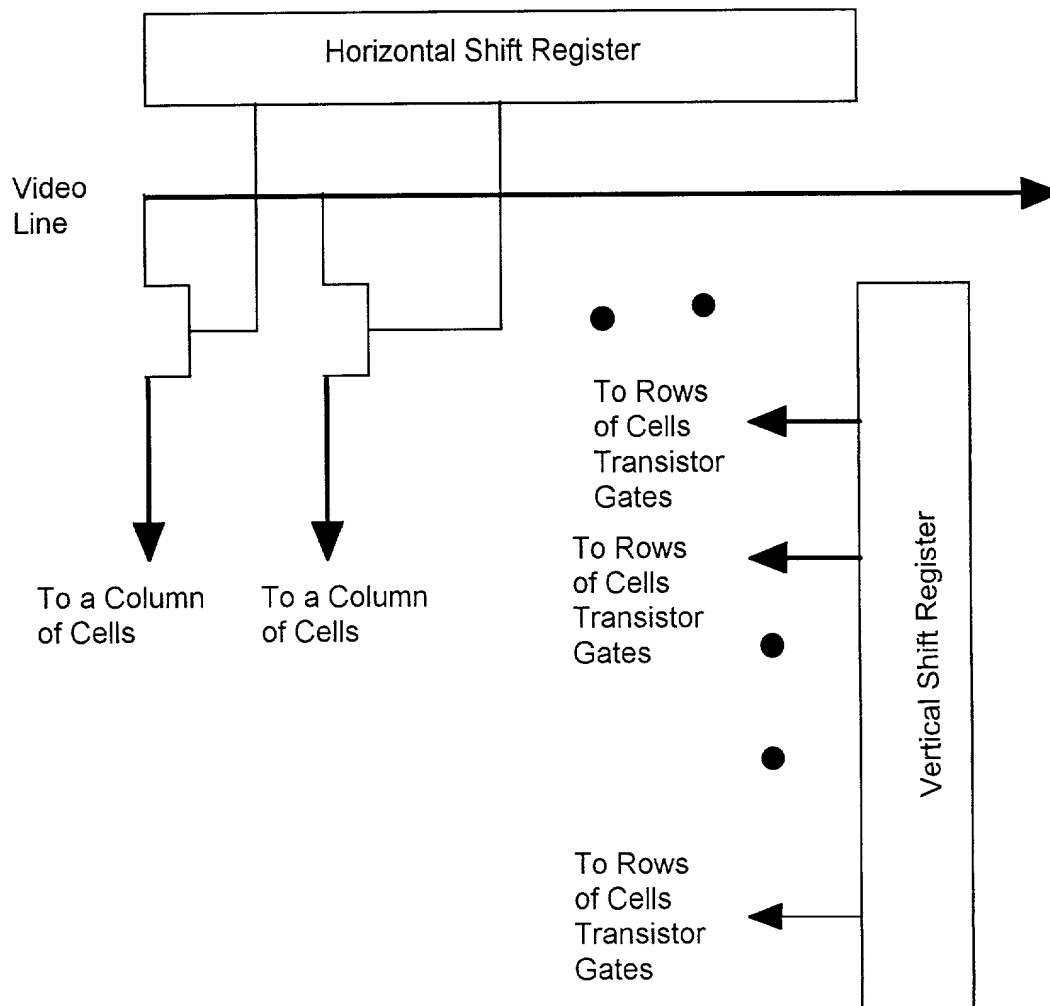 Horizontal Shift Register
Video
Line
To Rows
of Cells
Transistor
Gates
To Rows
of Cells
Transistor
Gates
To a Column
of Cells
To a Column
of Cells
Vertical Shift Register
To Rows
of Cells
Transistor
Gates